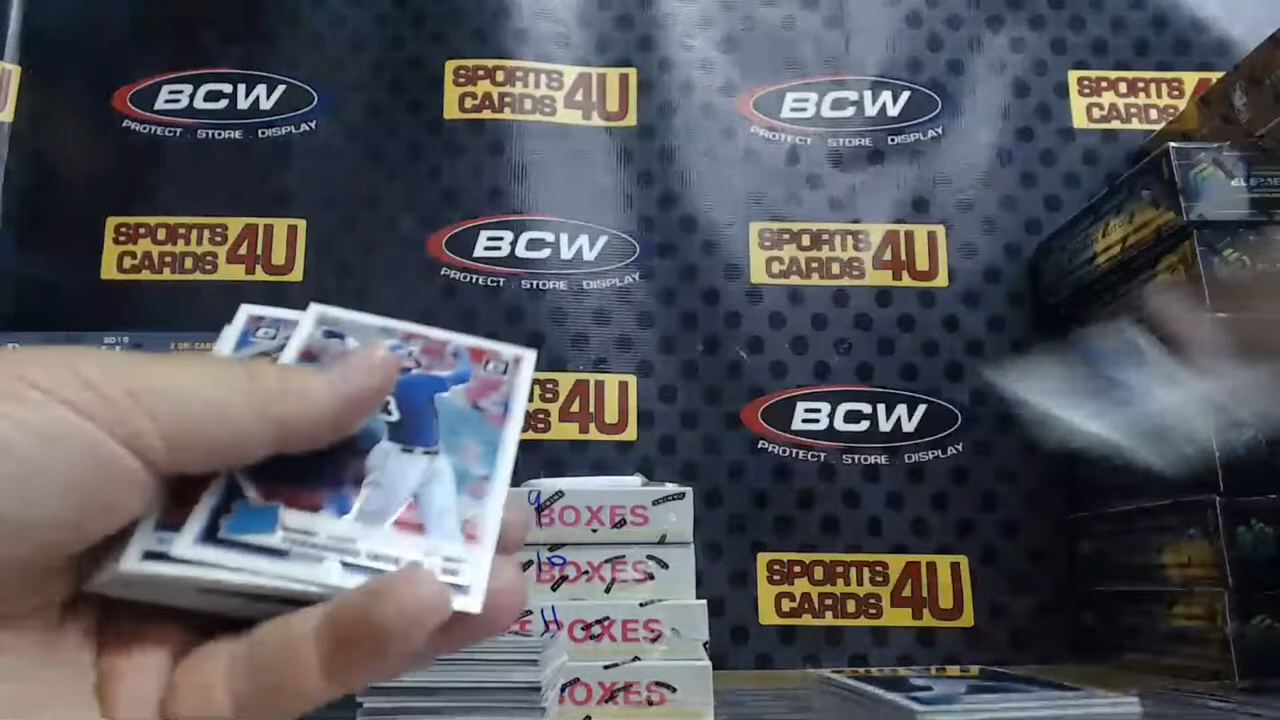 BCW
PROTECT . STORE . DISPLAY
SPORTS
CARDS 4U
BCW
PROTECT . STORE . DISPLAY
SPORTS
CARDS
SPORTS
CARDS 4U
BCW
PROTECT . STORE . DISPLAY
SPORTS
CARDS 4U
4U
BCW
PROTECT . STORE . DISPLAY
9
BOXES
10
BOXES
11
BOXES
BOXES
SPORTS
CARDS 4U